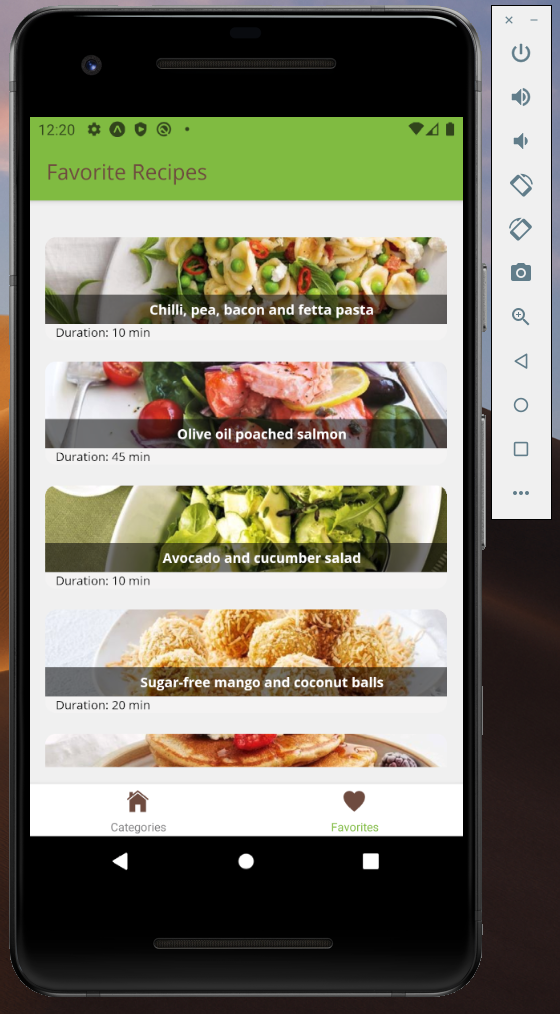 12:20
Favorite Recipes
Chilli, pea, bacon and fetta pasta
Duration: 10 min
Olive oil poached salmon
Duration: 45 min
Avocado and cucumber salad
Duration: 10 min
Sugar-free mango and coconut balls
Duration: 20 min
Categories
Favorites